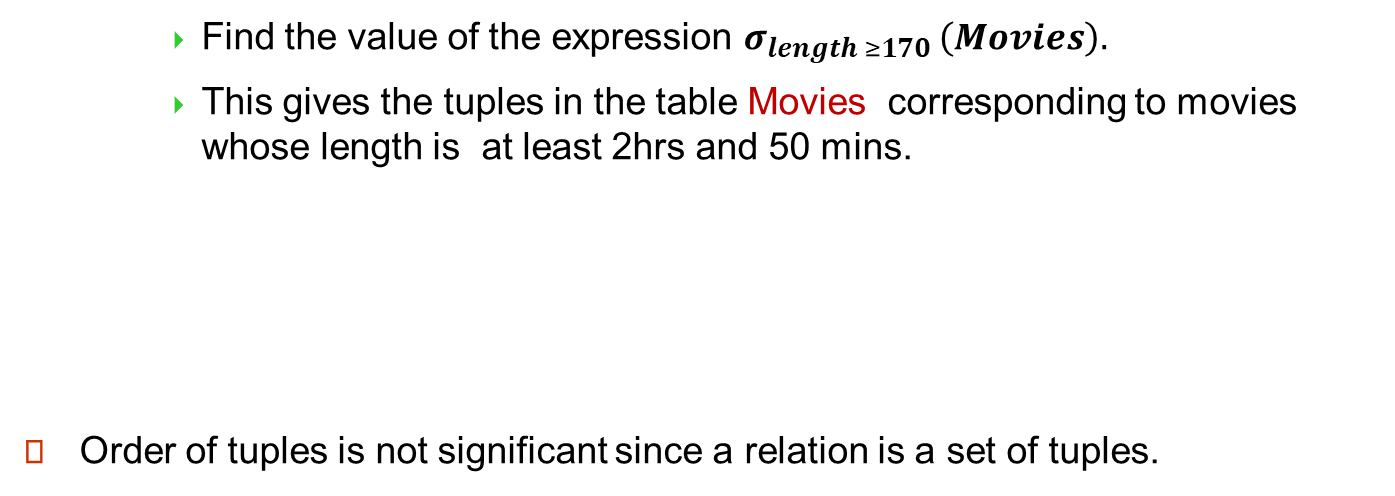 Find the value of the expression σ length ≥170 (Movies).
This gives the tuples in the table Movies corresponding to movies
whose length is at least 2hrs and 50 mins.
Order of tuples is not significant since a relation is a set of tuples.